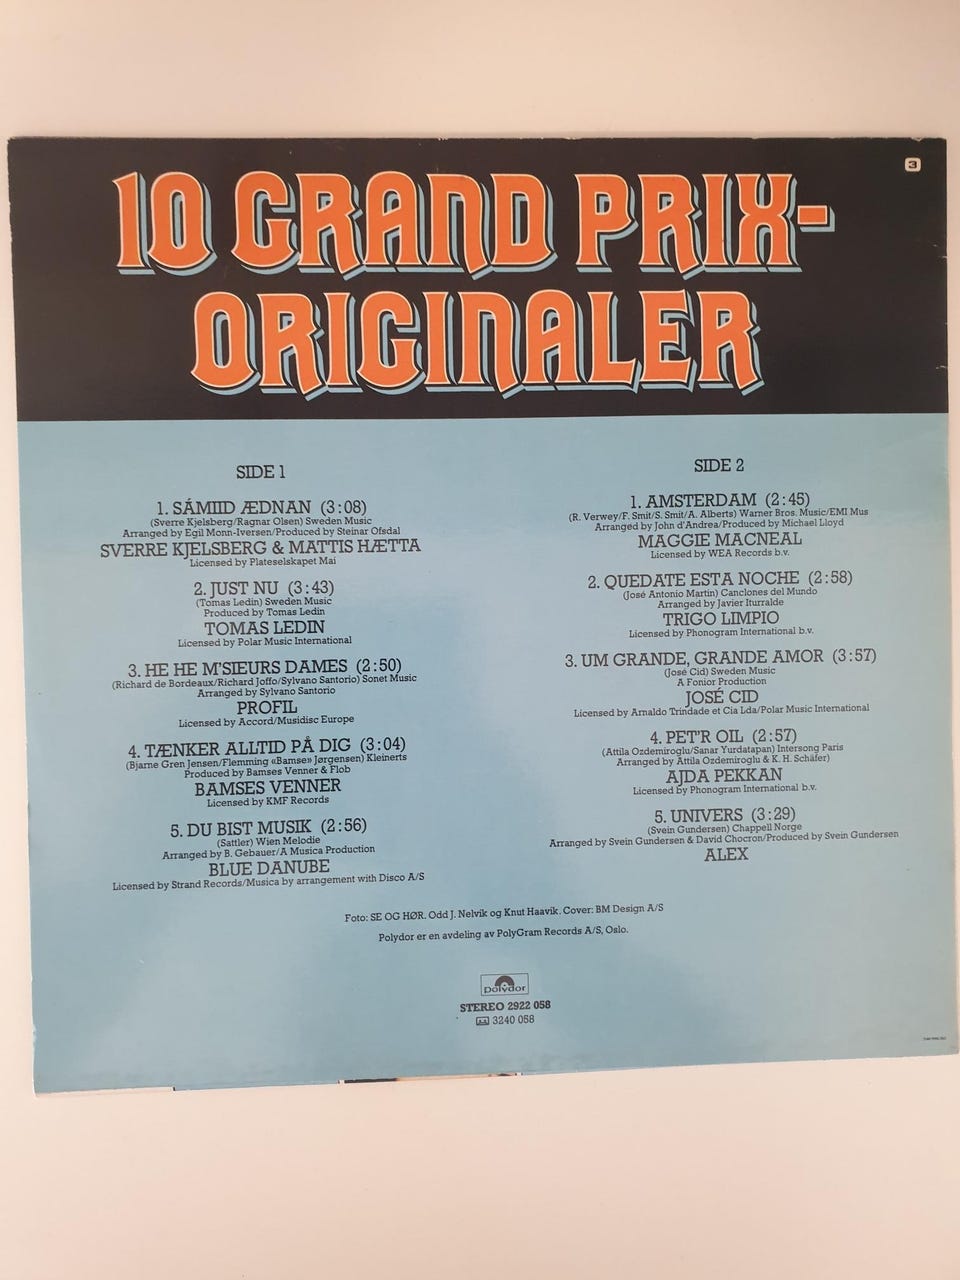 3
10 GRAND PRIX-
ORIGINALER
SIDE 1
1. SÁMIID ÆDNAN (3:08)
(Sverre Kjelsberg/Ragnar Olsen) Sweden Music
Arranged by Egil Monn-Iversen/Produced by Steinar Ofsdal
SVERRE KJELSBERG & MATTIS HÆTTA
Licensed by Plateselskapet Mai
2. JUST NU (3:43)
(Tomas Ledin) Sweden Music
Produced by Tomas Ledin
TOMAS LEDIN
Licensed by Polar Music International
3. HE HE M'SIEURS DAMES (2:50)
(Richard de Bordeaux/Richard Joffo/Sylvano Santorio) Sonet Music
Arranged by Sylvano Santorio
PROFIL
Licensed by Accord/Musidisc Europe
4. TÆNKER ALLTID PÅ DIG (3:04)
(Bjarne Gren Jensen/Flemming «Bamse» Jørgensen) Kleinerts
Produced by Bamses Venner & Flob
BAMSES VENNER
Licensed by KMF Records
5. DU BIST MUSIK (2:56)
(Sattler) Wien Melodie
Arranged by B. Gebauer/A Musica Production
BLUE DANUBE
Licensed by Strand Records/Musica by arrangement with Disco A/S
SIDE 2
1. AMSTERDAM (2:45)
(R. Verwey/F. Smit/S. Smit/A. Alberts) Warner Bros. Music/EMI Mus
Arranged by John d'Andrea/Produced by Michael Lloyd
MAGGIE MACNEAL
Licensed by WEA Records b.v.
2. QUEDATE ESTA NOCHE (2:58)
(José Antonio Martin) Canclones del Mundo
Arranged by Javier Iturralde
TRIGO LIMPIO
Licensed by Phonogram International b.v.
3. UM GRANDE, GRANDE AMOR (3:57)
(José Cid) Sweden Music
A Fonior Production
JOSÉ CID
Licensed by Arnaldo Trindade et Cia Lda/Polar Music International
4. PET'R OIL (2:57)
(Attila Ozdemiroglu/Sanar Yurdatapan) Intersong Paris
Arranged by Attila Ozdemiroglu & K. H. Schäfer)
AJDA PEKKAN
Licensed by Phonogram International b.v.
5. UNIVERS (3:29)
(Svein Gundersen) Chappell Norge
Arranged by Svein Gundersen & David Chocron/Produced by Svein Gundersen
ALEX
Foto: SE OG HØR. Odd J. Nelvik og Knut Haavik. Cover: BM Design A/S
Polydor er en avdeling av PolyGram Records A/S, Oslo.
polydor
STEREO 2922 058
3240 058